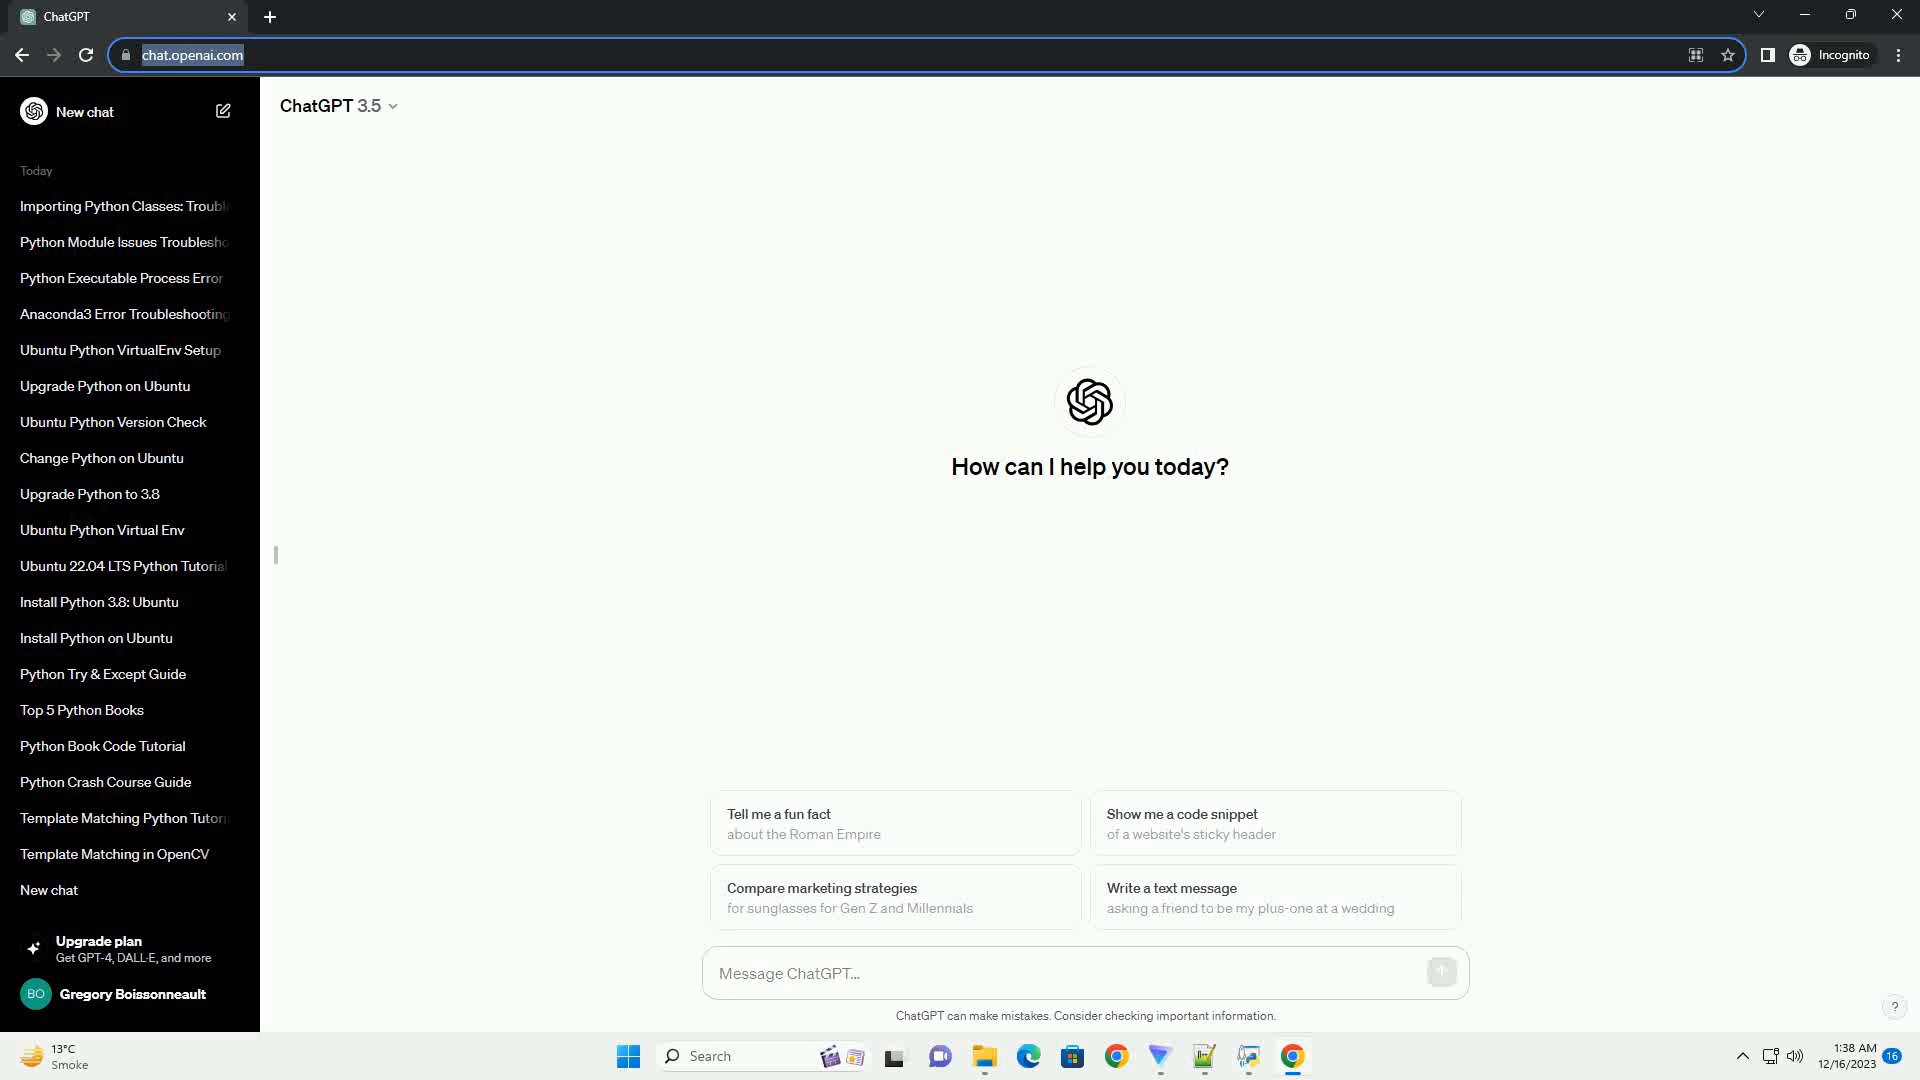 ChatGPT
chat.openai.com
Incognito
New chat
ChatGPT 3.5
Today
Importing Python Classes: Troubl
Python Module Issues Troublesho
Python Executable Process Error
Anaconda3 Error Troubleshooting
Ubuntu Python VirtualEnv Setup
Upgrade Python on Ubuntu
Ubuntu Python Version Check
Change Python on Ubuntu
Upgrade Python to 3.8
Ubuntu Python Virtual Env
Ubuntu 22.04 LTS Python Tutorial
Install Python 3.8: Ubuntu
Install Python on Ubuntu
Python Try & Except Guide
Top 5 Python Books
Python Book Code Tutorial
Python Crash Course Guide
Template Matching Python Tutori
Template Matching in OpenCV
New chat
Upgrade plan
Get GPT-4, DALL·E, and more
BO
Gregory Boissonneault
How can I help you today?
Tell me a fun fact
about the Roman Empire
Show me a code snippet
of a website's sticky header
Compare marketing strategies
for sunglasses for Gen Z and Millennials
Write a text message
asking a friend to be my plus-one at a wedding
Message ChatGPT...
ChatGPT can make mistakes. Consider checking important information.
?
13°C
Smoke
Search
1:38 AM
12/16/2023
16